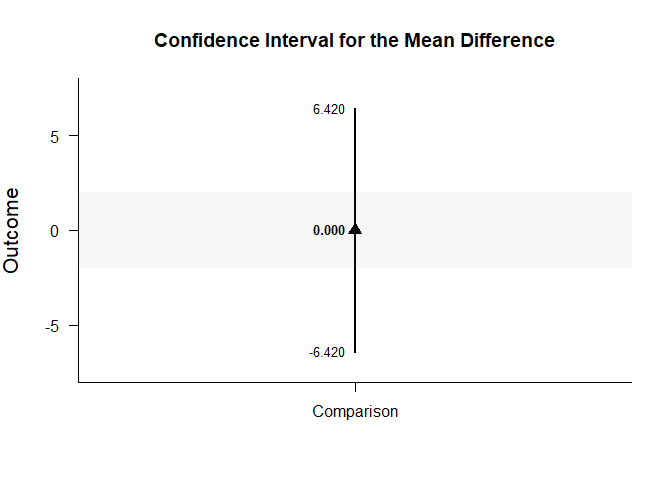 Confidence Interval for the Mean Difference
6.420
5
Outcome
0
0.000
-5
-6.420
Comparison